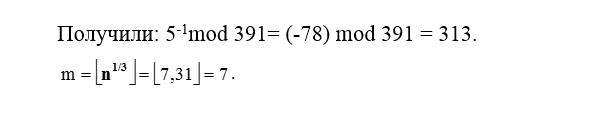 Получили: 5⁻¹mod 391= (-78) mod 391 = 313.
m = ⌊n^1/3⌋= ⌊7,31⌋= 7 .